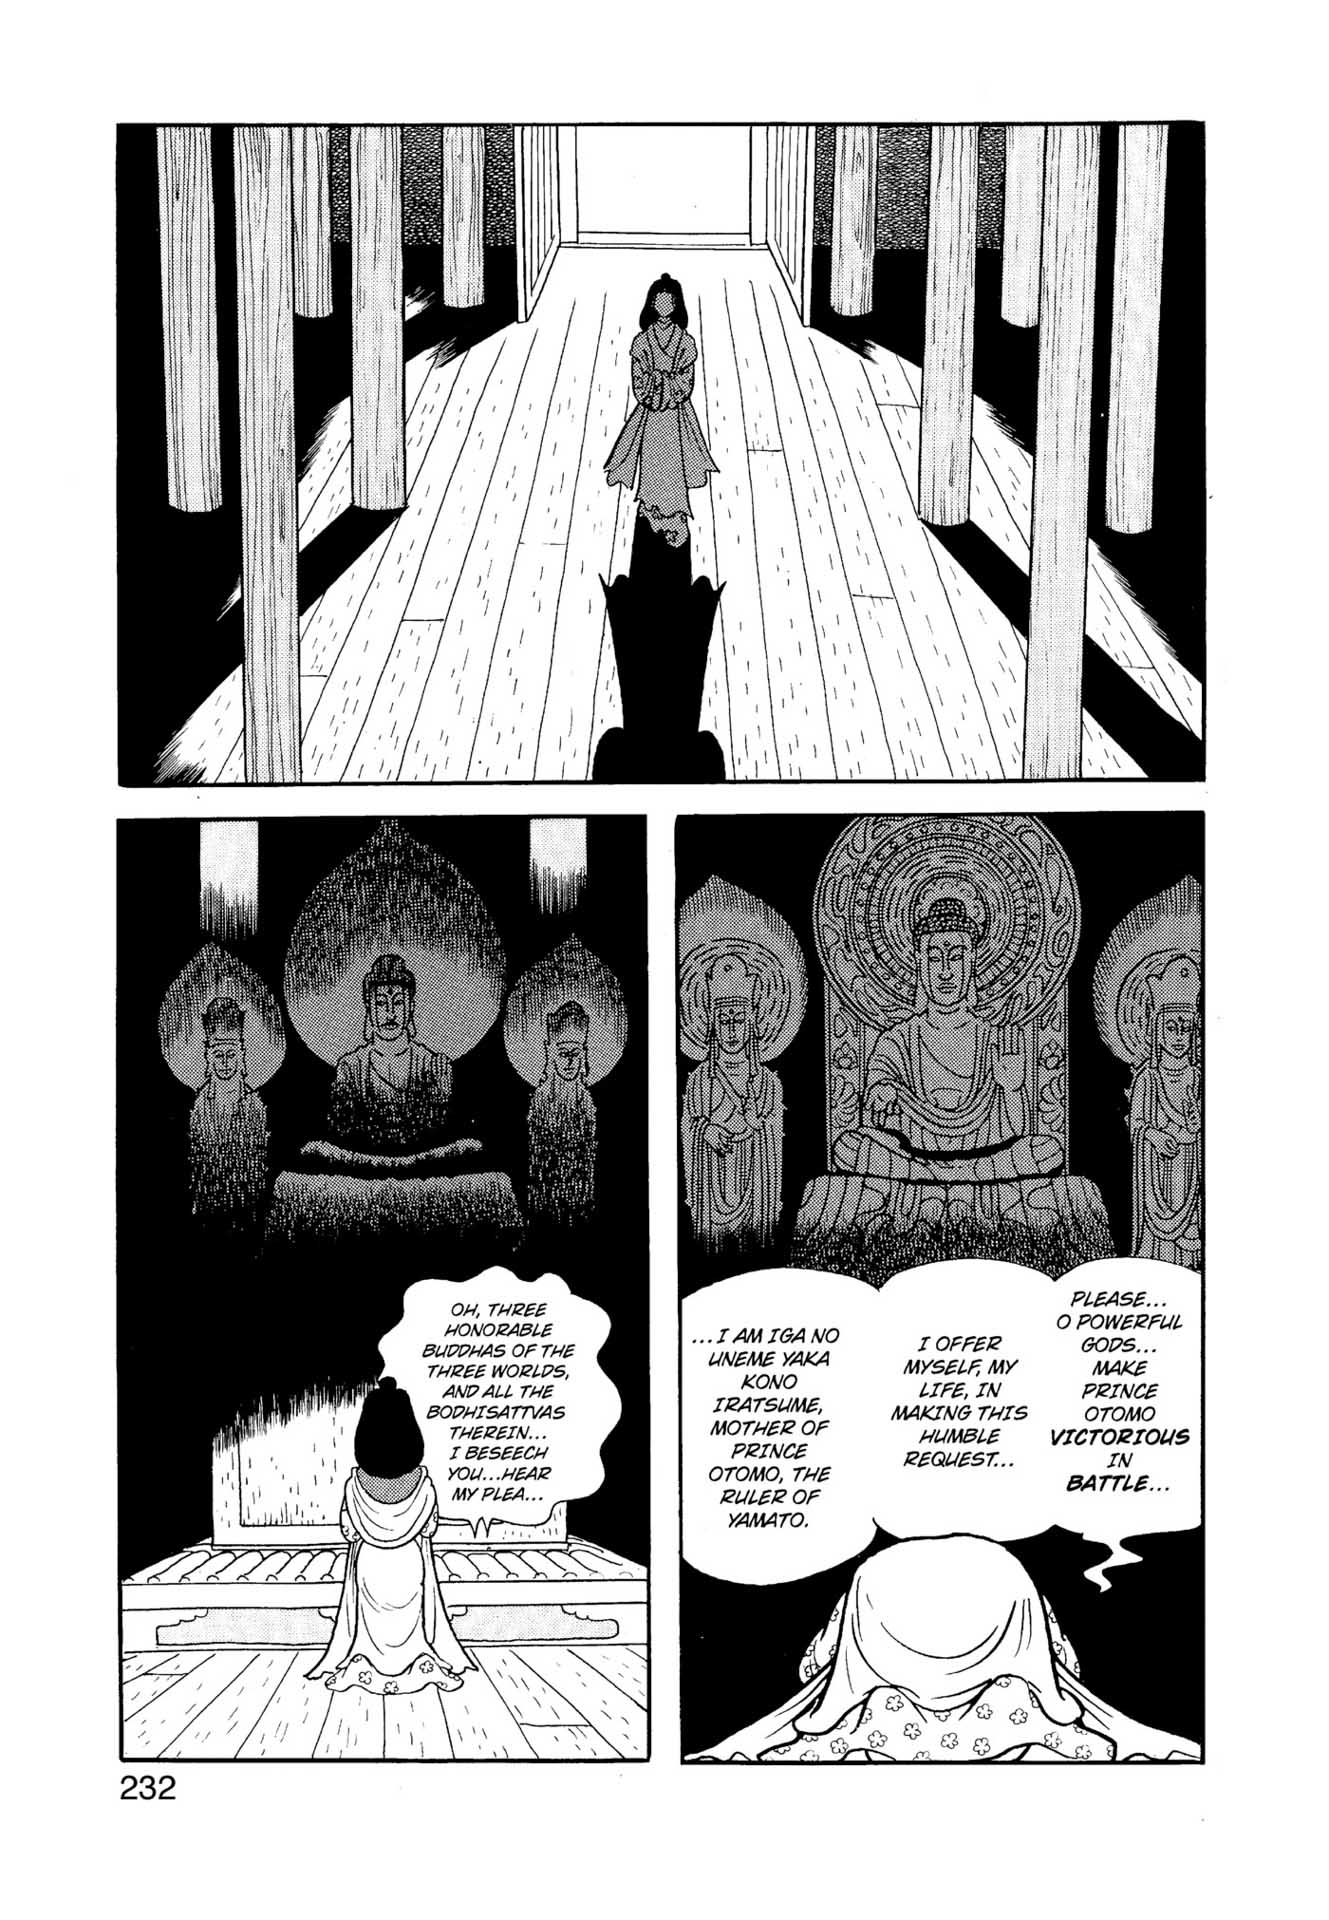 OH, THREE
HONORABLE
BUDDHAS OF THE
THREE WORLDS,
AND ALL THE
BODHISATTVAS
THEREIN...
I BESEECH
YOU...HEAR
MY PLEA...
...I AM IGA NO
UNEME YAKA
KONO
IRATSUME,
MOTHER OF
PRINCE
OTOMO, THE
RULER OF
YAMATO.
I OFFER
MYSELF, MY
LIFE, IN
MAKING THIS
HUMBLE
REQUEST...
PLEASE...
O POWERFUL
GODS...
MAKE
PRINCE
OTOMO
VICTORIOUS
IN
BATTLE...
232